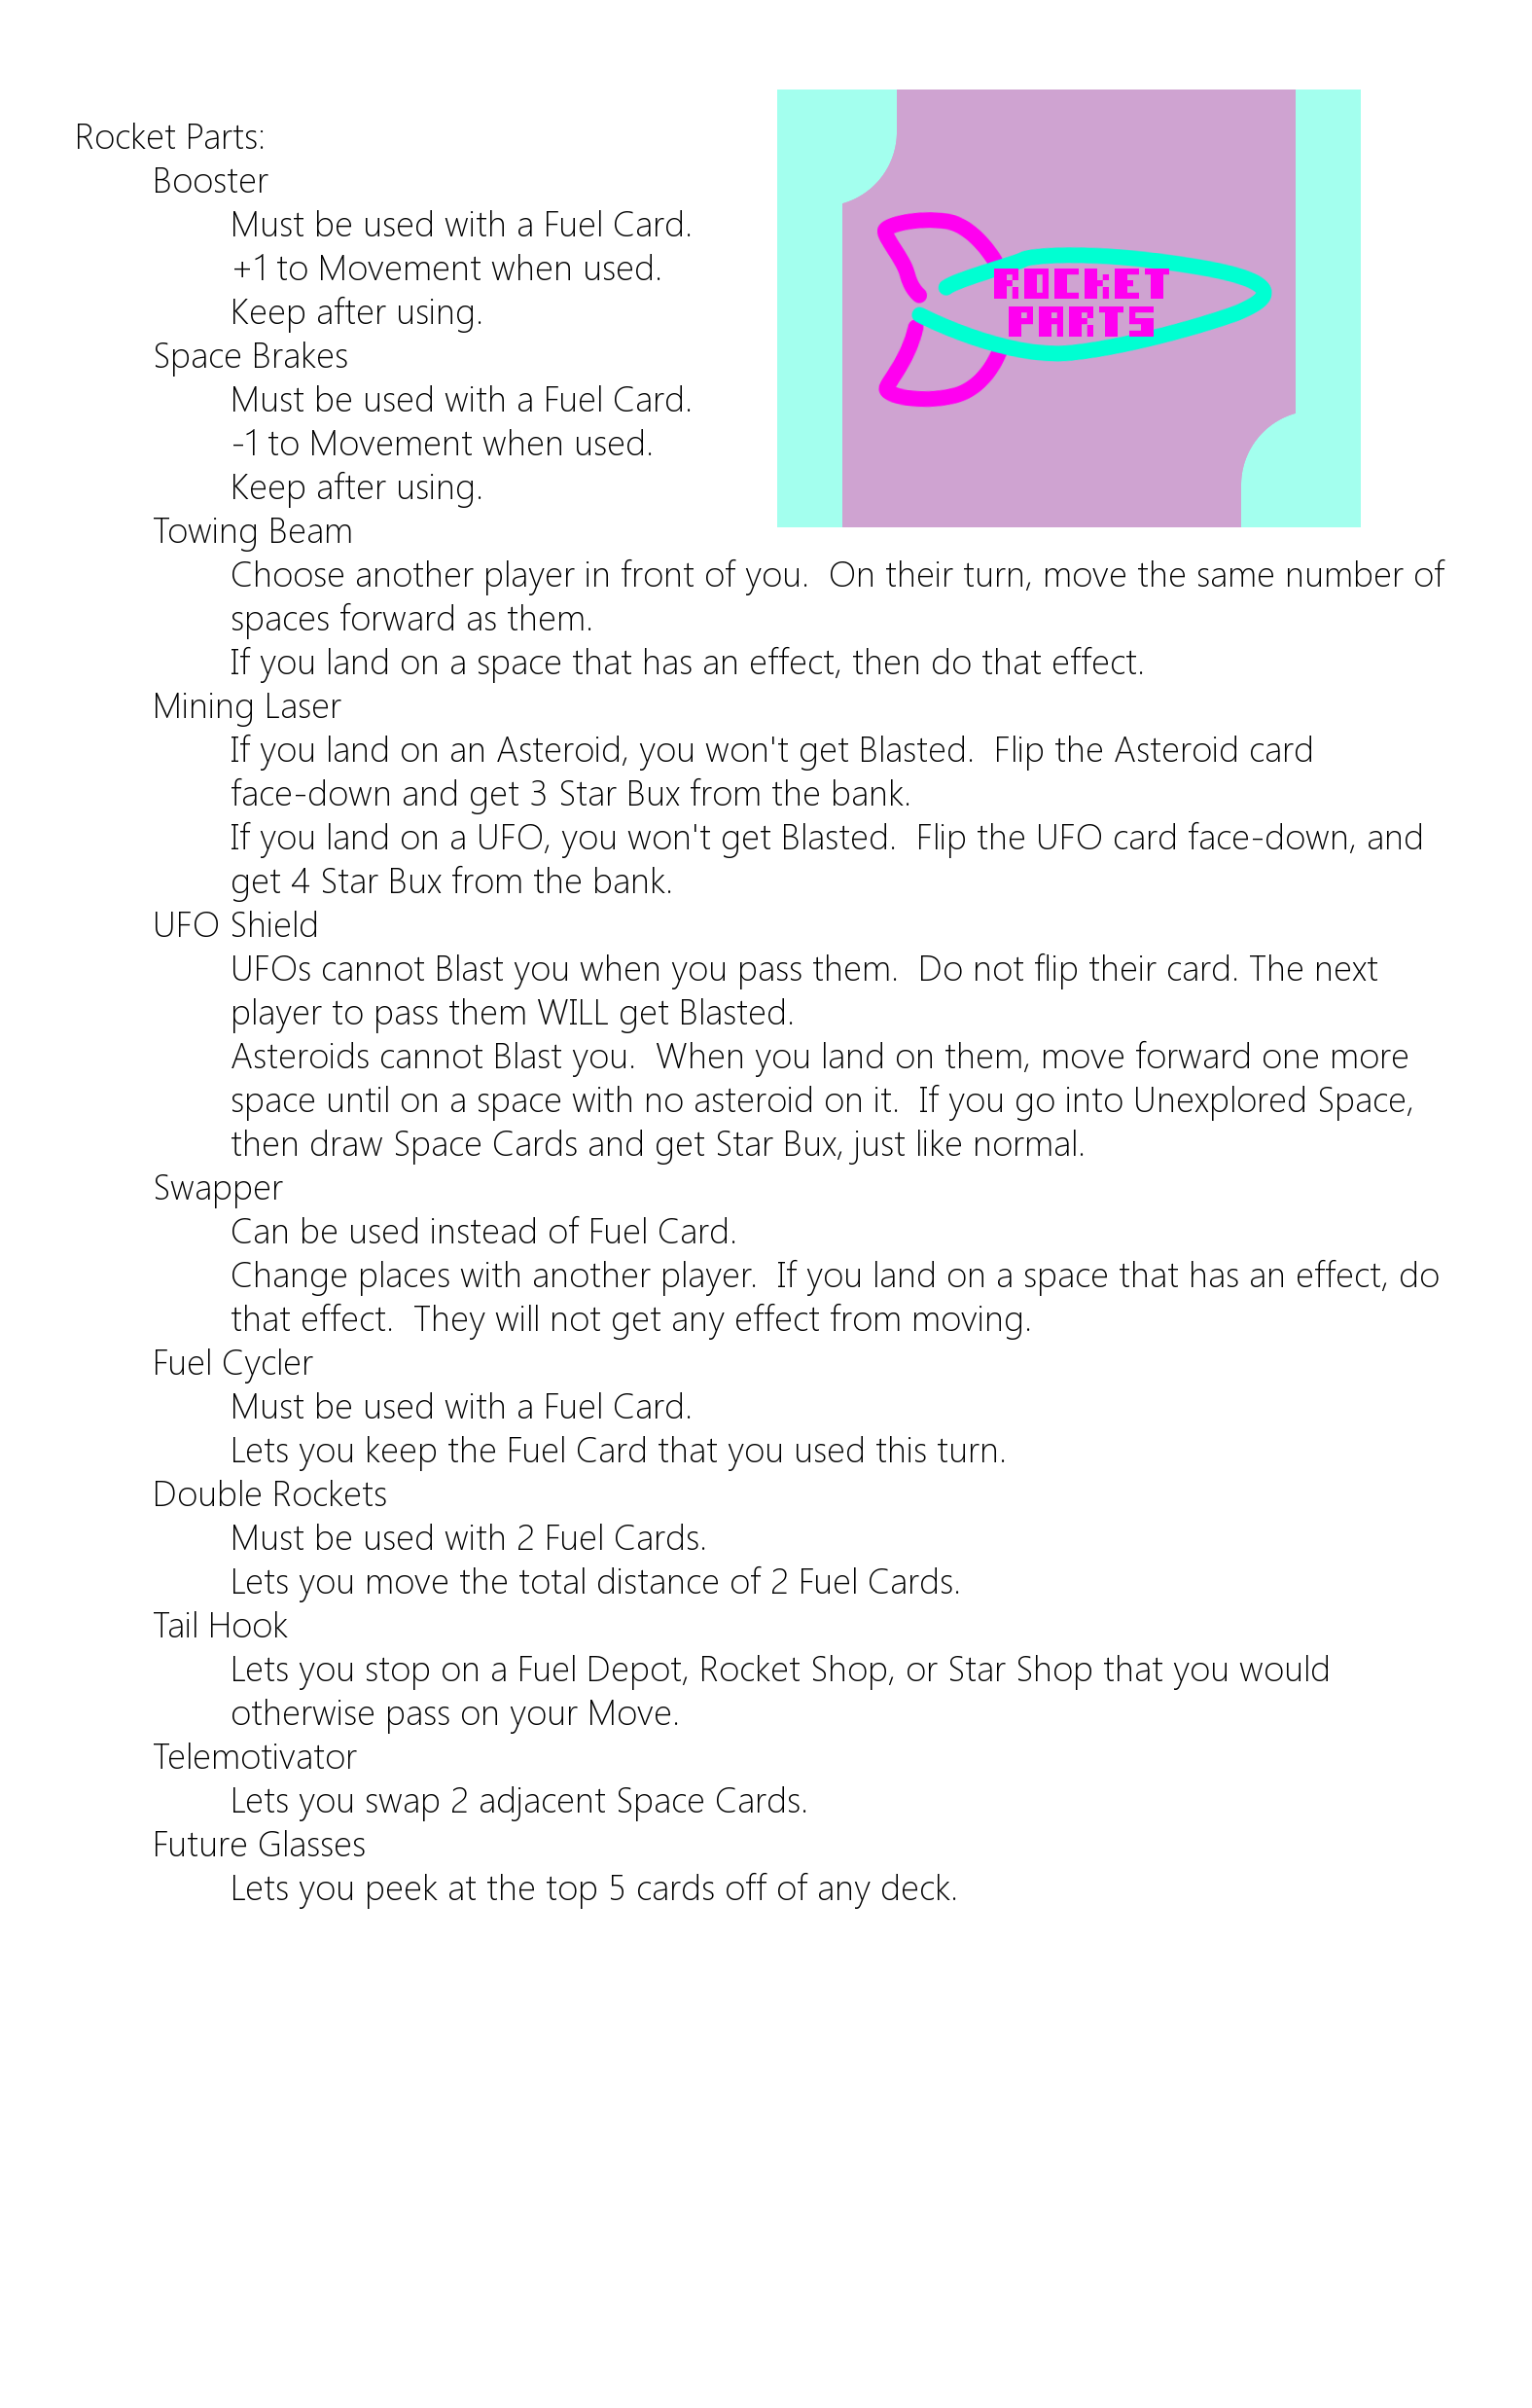 Rocket Parts:
Booster
Must be used with a Fuel Card.
+1 to Movement when used.
Keep after using.
Space Brakes
Must be used with a Fuel Card.
-1 to Movement when used.
Keep after using.
ROCKET
PARTS
Towing Beam
Choose another player in front of you.  On their turn, move the same number of
spaces forward as them.
If you land on a space that has an effect, then do that effect.
Mining Laser
If you land on an Asteroid, you won't get Blasted.  Flip the Asteroid card
face-down and get 3 Star Bux from the bank.
If you land on a UFO, you won't get Blasted.  Flip the UFO card face-down, and
get 4 Star Bux from the bank.
UFO Shield
UFOs cannot Blast you when you pass them.  Do not flip their card. The next
player to pass them WILL get Blasted.
Asteroids cannot Blast you.  When you land on them, move forward one more
space until on a space with no asteroid on it.  If you go into Unexplored Space,
then draw Space Cards and get Star Bux, just like normal.
Swapper
Can be used instead of Fuel Card.
Change places with another player.  If you land on a space that has an effect, do
that effect.  They will not get any effect from moving.
Fuel Cycler
Must be used with a Fuel Card.
Lets you keep the Fuel Card that you used this turn.
Double Rockets
Must be used with 2 Fuel Cards.
Lets you move the total distance of 2 Fuel Cards.
Tail Hook
Lets you stop on a Fuel Depot, Rocket Shop, or Star Shop that you would
otherwise pass on your Move.
Telemotivator
Lets you swap 2 adjacent Space Cards.
Future Glasses
Lets you peek at the top 5 cards off of any deck.